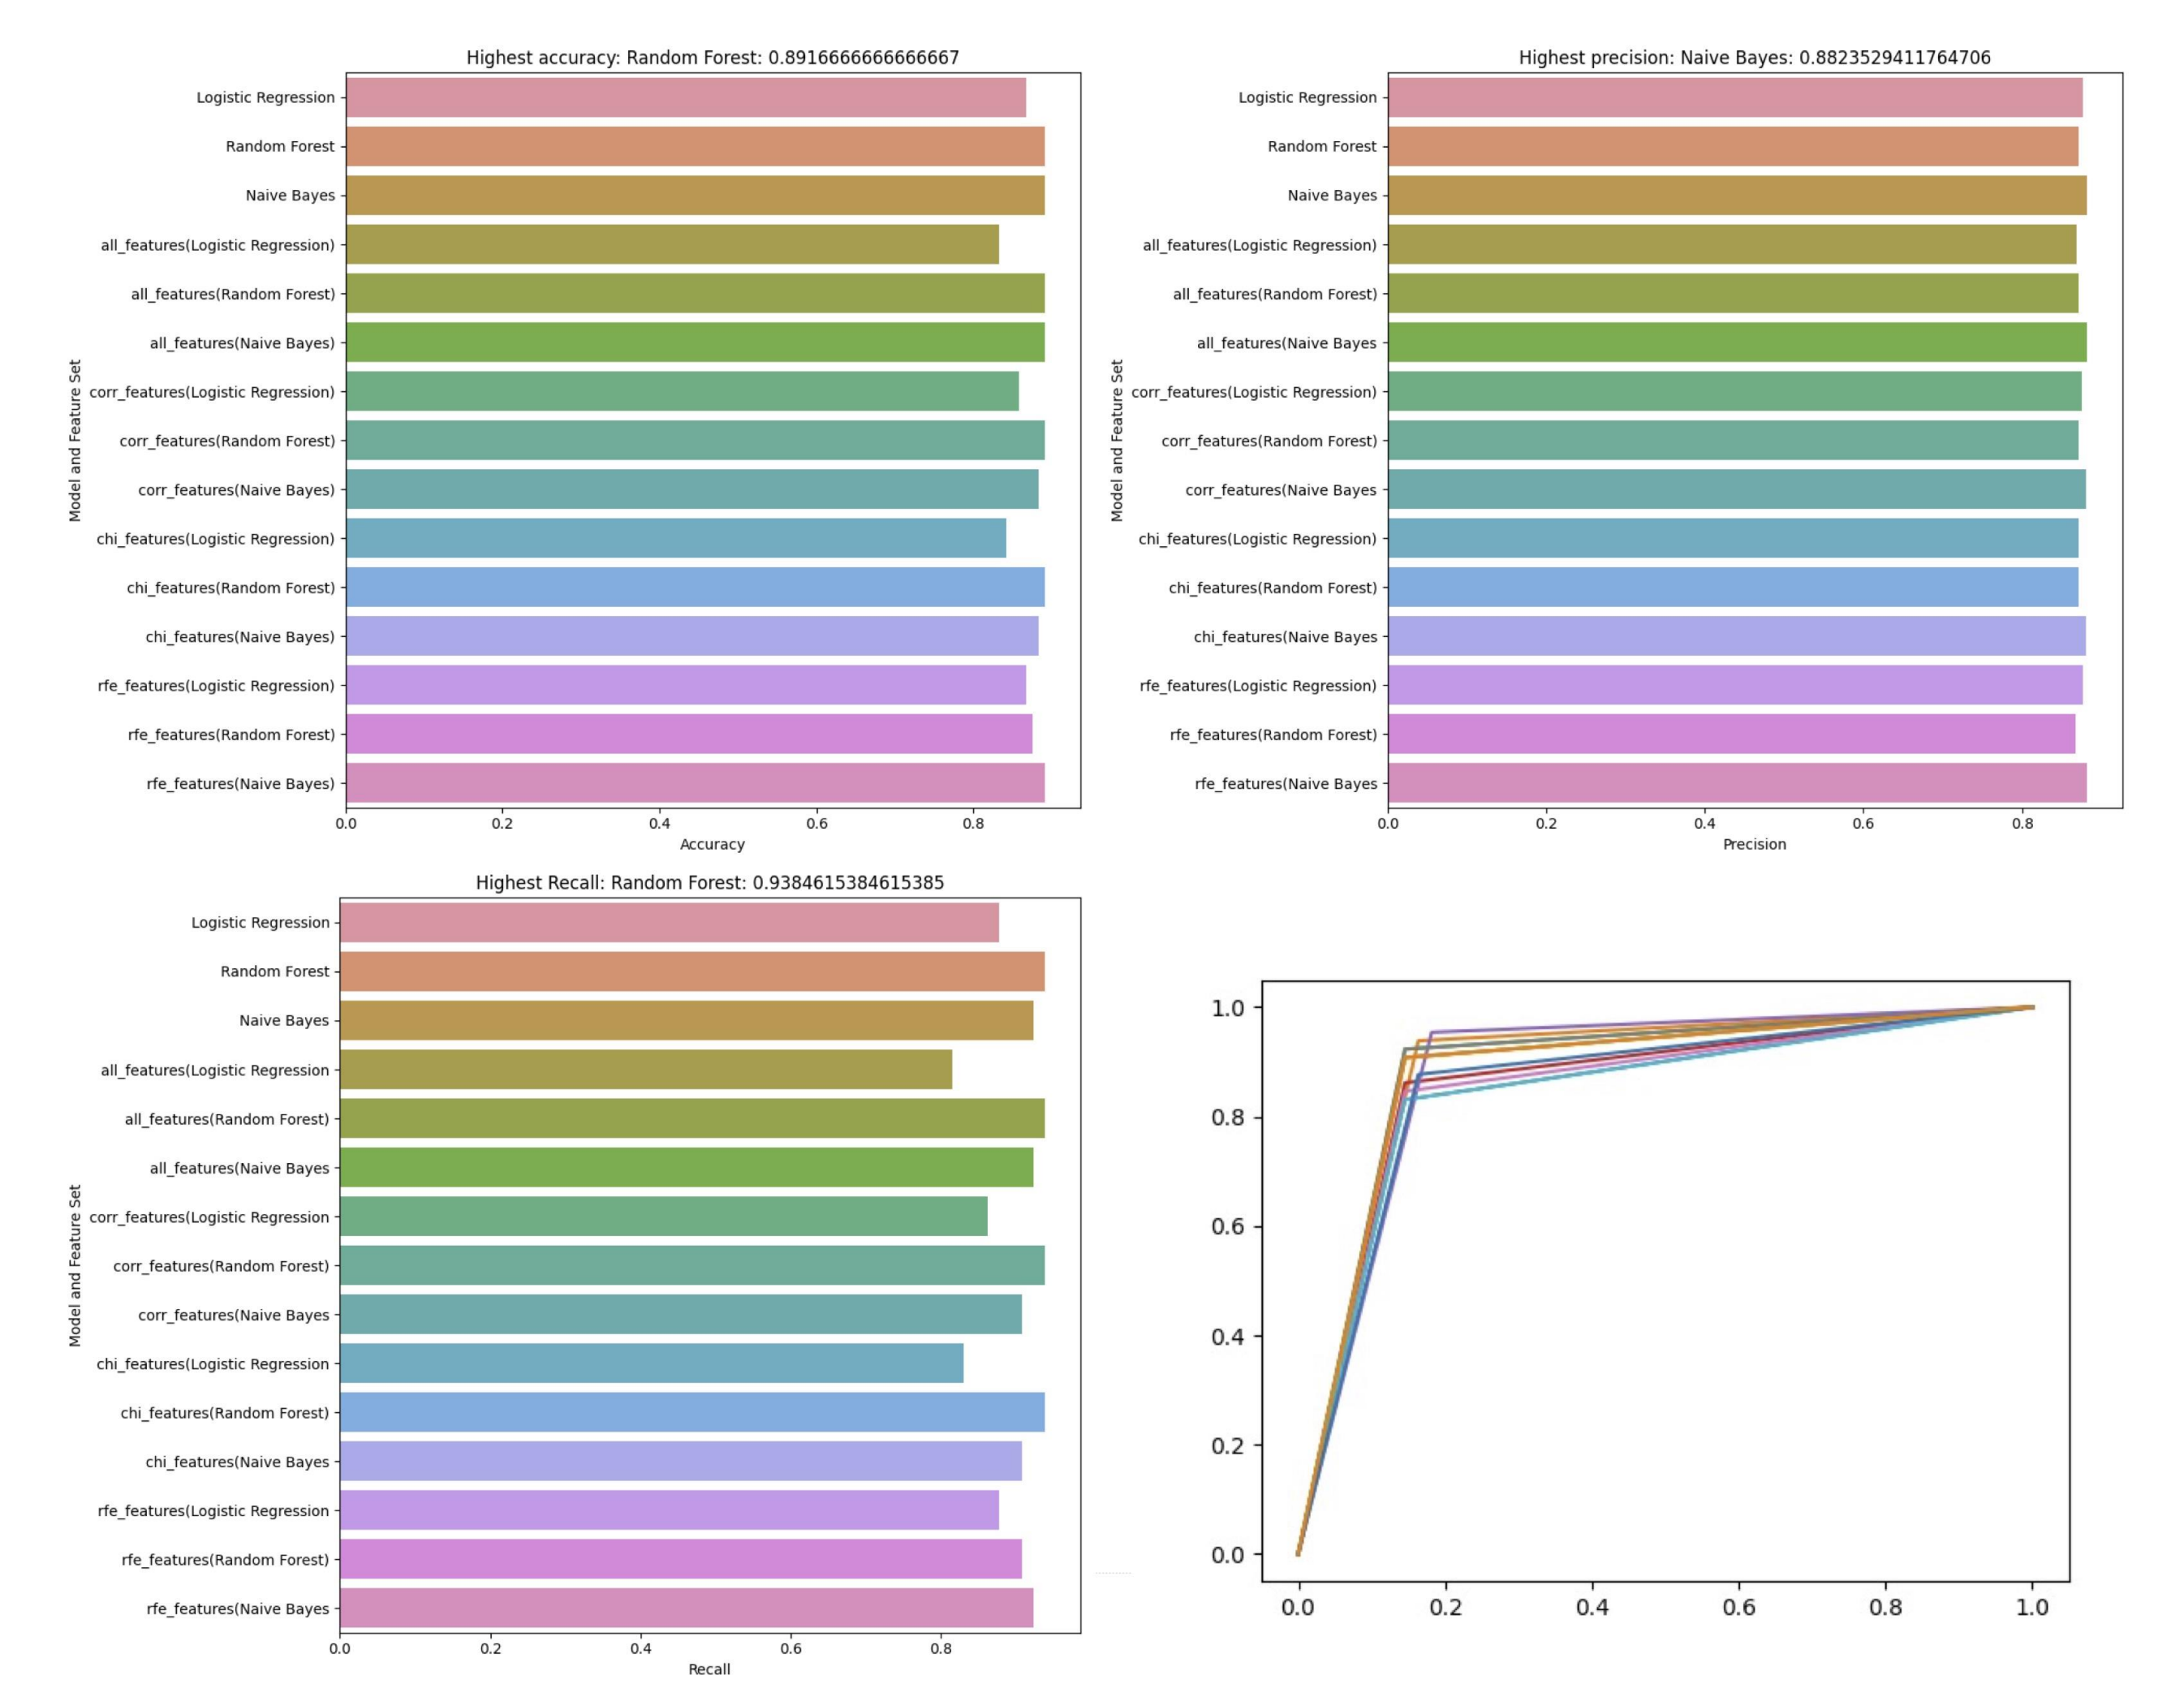 Highest accuracy: Random Forest: 0.8916666666666667
Model and Feature Set
Logistic Regression
Random Forest
Naive Bayes
all_features(Logistic Regression)
all_features(Random Forest)
all_features(Naive Bayes)
corr_features(Logistic Regression)
corr_features(Random Forest)
corr_features(Naive Bayes)
chi_features(Logistic Regression)
chi_features(Random Forest)
chi_features(Naive Bayes)
rfe_features(Logistic Regression)
rfe_features(Random Forest)
rfe_features(Naive Bayes)
0.0 0.2 0.4 0.6 0.8
Accuracy
Highest precision: Naive Bayes: 0.8823529411764706
Model and Feature Set
Logistic Regression
Random Forest
Naive Bayes
all_features(Logistic Regression)
all_features(Random Forest)
all_features(Naive Bayes
corr_features(Logistic Regression)
corr_features(Random Forest)
corr_features(Naive Bayes
chi_features(Logistic Regression)
chi_features(Random Forest)
chi_features(Naive Bayes
rfe_features(Logistic Regression)
rfe_features(Random Forest)
rfe_features(Naive Bayes
0.0 0.2 0.4 0.6 0.8
Precision
Highest Recall: Random Forest: 0.9384615384615385
Model and Feature Set
Logistic Regression
Random Forest
Naive Bayes
all_features(Logistic Regression
all_features(Random Forest)
all_features(Naive Bayes
corr_features(Logistic Regression
corr_features(Random Forest)
corr_features(Naive Bayes
chi_features(Logistic Regression
chi_features(Random Forest)
chi_features(Naive Bayes
rfe_features(Logistic Regression
rfe_features(Random Forest)
rfe_features(Naive Bayes
0.0 0.2 0.4 0.6 0.8
Recall
1.0
0.8
0.6
0.4
0.2
0.0
0.0 0.2 0.4 0.6 0.8 1.0